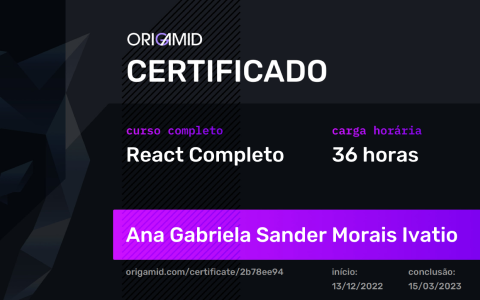 ORIGAMID
CERTIFICADO
curso completo
carga horária
React Completo
36 horas
Ana Gabriela Sander Morais Ivatio
origamid.com/certificate/2b78ee94
início:
13/12/2022
conclusão:
15/03/2023